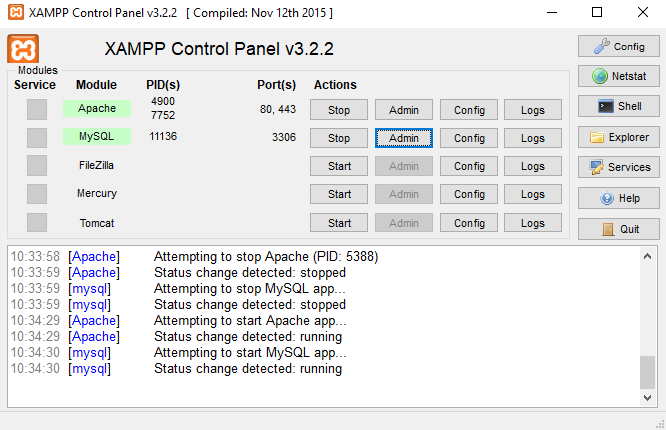 XAMPP Control Panel v3.2.2 [ Compiled: Nov 12th 2015 ]
XAMPP Control Panel v3.2.2
Config
Modules
Service Module PID(s) Port(s) Actions
Netstat
Apache 4900 7752 80, 443 Stop Admin Config Logs
Shell
MySQL 11136 3306 Stop Admin Config Logs
Explorer
FileZilla Start Admin Config Logs
Services
Mercury Start Admin Config Logs
Help
Tomcat Start Admin Config Logs
Quit
10:33:58 [Apache] Attempting to stop Apache (PID: 5388)
10:33:59 [Apache] Status change detected: stopped
10:33:59 [mysql] Attempting to stop MySQL app...
10:33:59 [mysql] Status change detected: stopped
10:34:29 [Apache] Attempting to start Apache app...
10:34:29 [Apache] Status change detected: running
10:34:30 [mysql] Attempting to start MySQL app...
10:34:30 [mysql] Status change detected: running